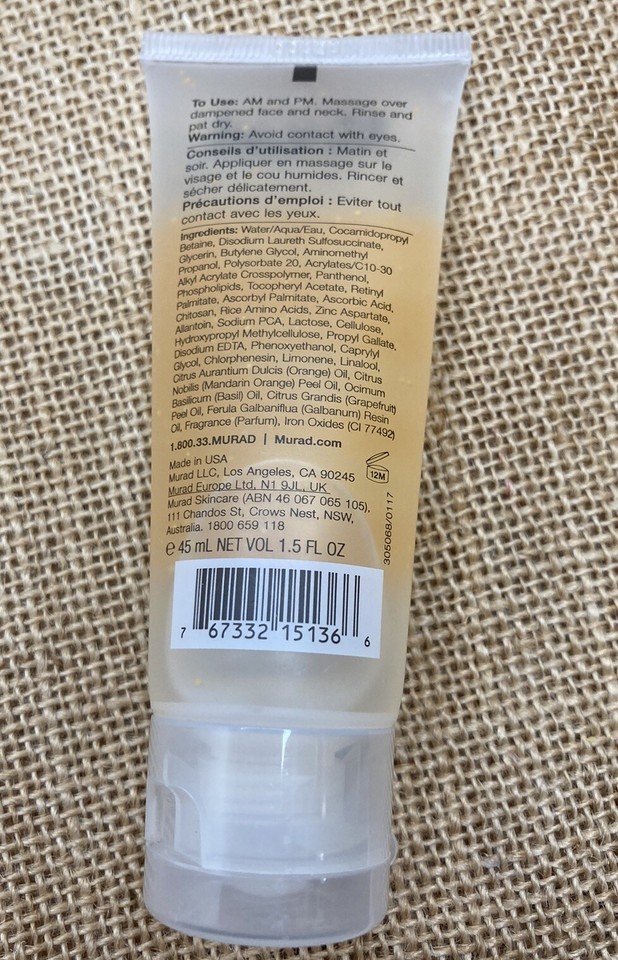 To Use: AM and PM. Massage over
dampened face and neck. Rinse and
pat dry.
Warning: Avoid contact with eyes.
Conseils d'utilisation : Matin et
soir. Appliquer en massage sur le
visage et le cou humides. Rincer et
sécher délicatement.
Précautions d'emploi : Eviter tout
contact avec les yeux.
Ingredients: Water/Aqua/Eau, Cocamidopropyl
Betaine, Disodium Laureth Sulfosuccinate,
Glycerin, Butylene Glycol, Aminomethyl
Propanol, Polysorbate 20, Acrylates/C10-30
Alkyl Acrylate Crosspolymer, Panthenol,
Phospholipids, Tocopheryl Acetate, Retinyl
Palmitate, Ascorbyl Palmitate, Ascorbic Acid,
Chitosan, Rice Amino Acids, Zinc Aspartate,
Allantoin, Sodium PCA, Lactose, Cellulose,
Hydroxypropyl Methylcellulose, Propyl Gallate,
Disodium EDTA, Phenoxyethanol, Caprylyl
Glycol, Chlorphenesin, Limonene, Linalool,
Citrus Aurantium Dulcis (Orange) Oil, Citrus
Nobilis (Mandarin Orange) Peel Oil, Ocimum
Basilicum (Basil) Oil, Citrus Grandis (Grapefruit)
Peel Oil, Ferula Galbaniflua (Galbanum) Resin
Oil, Fragrance (Parfum), Iron Oxides (CI 77492)
1.800.33.MURAD | Murad.com
Made in USA
Murad LLC, Los Angeles, CA 90245
Murad Europe Ltd, N1 9JL, UK
Murad Skincare (ABN 46 067 065 105),
111 Chandos St, Crows Nest, NSW,
Australia. 1800 659 118
12M
305068/0117
℮ 45 mL NET VOL 1.5 FL OZ
7 67332 15136 6